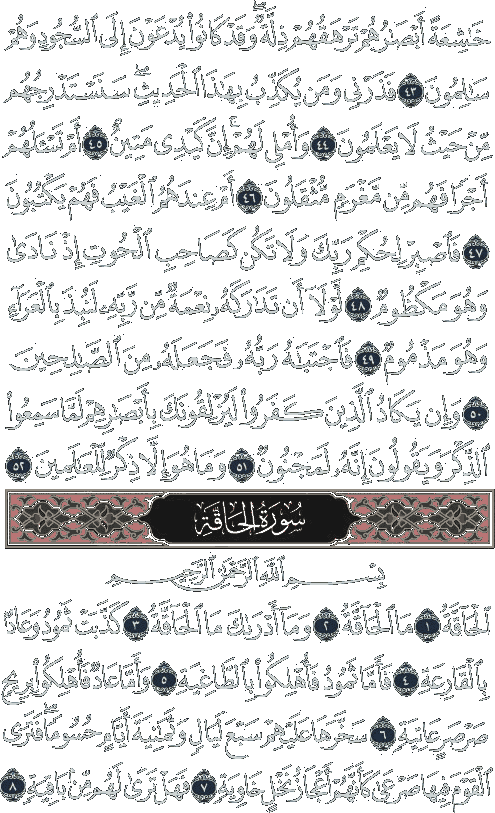 خَٰشِعَةً أَبْصَٰرُهُمْ تَرْهَقُهُمْ ذِلَّةٌ ۖ وَقَدْ كَانُوا۟ يُدْعَوْنَ إِلَى ٱلسُّجُودِ وَهُمْ
سَٰلِمُونَ ٤٣ فَذَرْنِى وَمَن يُكَذِّبُ بِهَٰذَا ٱلْحَدِيثِ ۖ سَنَسْتَدْرِجُهُم
مِّنْ حَيْثُ لَا يَعْلَمُونَ ٤٤ وَأُمْلِى لَهُمْ ۚ إِنَّ كَيْدِى مَتِينٌ ٤٥ أَمْ تَسْـَٔلُهُمْ
أَجْرًا فَهُم مِّن مَّغْرَمٍ مُّثْقَلُونَ ٤٦ أَمْ عِندَهُمُ ٱلْغَيْبُ فَهُمْ يَكْتُبُونَ
٤٧ فَٱصْبِرْ لِحُكْمِ رَبِّكَ وَلَا تَكُن كَصَاحِبِ ٱلْحُوتِ إِذْ نَادَىٰ
وَهُوَ مَكْظُومٌ ٤٨ لَّوْلَآ أَن تَدَٰرَكَهُۥ نِعْمَةٌ مِّن رَّبِّهِۦ لَنُبِذَ بِٱلْعَرَآءِ
وَهُوَ مَذْمُومٌ ٤٩ فَٱجْتَبَٰهُ رَبُّهُۥ فَجَعَلَهُۥ مِنَ ٱلصَّٰلِحِينَ
٥٠ وَإِن يَكَادُ ٱلَّذِينَ كَفَرُوا۟ لَيُزْلِقُونَكَ بِأَبْصَٰرِهِمْ لَمَّا سَمِعُوا۟
ٱلذِّكْرَ وَيَقُولُونَ إِنَّهُۥ لَمَجْنُونٌ ٥١ وَمَا هُوَ إِلَّا ذِكْرٌ لِّلْعَٰلَمِينَ ٥٢
سُورَةُ الحَاقَّةِ
بِسْمِ ٱللَّهِ ٱلرَّحْمَٰنِ ٱلرَّحِيمِ
ٱلْحَآقَّةُ ١ مَا ٱلْحَآقَّةُ ٢ وَمَآ أَدْرَىٰكَ مَا ٱلْحَآقَّةُ ٣ كَذَّبَتْ ثَمُودُ وَعَادٌۢ
بِٱلْقَارِعَةِ ٤ فَأَمَّا ثَمُودُ فَأُهْلِكُوا۟ بِٱلطَّاغِيَةِ ٥ وَأَمَّا عَادٌ فَأُهْلِكُوا۟ بِرِيحٍ
صَرْصَرٍ عَاتِيَةٍ ٦ سَخَّرَهَا عَلَيْهِمْ سَبْعَ لَيَالٍ وَثَمَٰنِيَةَ أَيَّامٍ حُسُومًا ۖ فَتَرَى
ٱلْقَوْمَ فِيهَا صَرْعَىٰ كَأَنَّهُمْ أَعْجَازُ نَخْلٍ خَاوِيَةٍ ٧ فَهَلْ تَرَىٰ لَهُم مِّنۢ بَاقِيَةٍ ٨